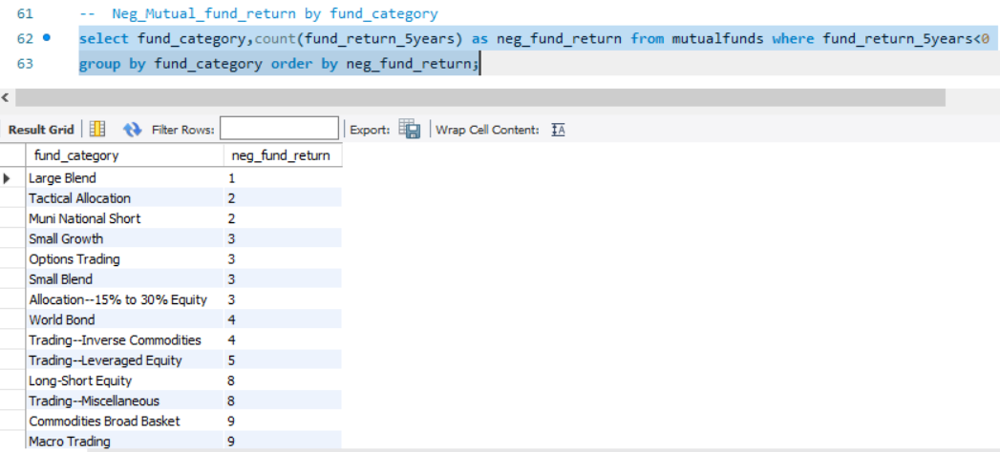 61 -- Neg_Mutual_fund_return by fund_category
62 select fund_category,count(fund_return_5years) as neg_fund_return from mutualfunds where fund_return_5years<0
63 group by fund_category order by neg_fund_return;
Result Grid Filter Rows: Export: Wrap Cell Content: IA
fund_category neg_fund_return
Large Blend 1
Tactical Allocation 2
Muni National Short 2
Small Growth 3
Options Trading 3
Small Blend 3
Allocation--15% to 30% Equity 3
World Bond 4
Trading--Inverse Commodities 4
Trading--Leveraged Equity 5
Long-Short Equity 8
Trading--Miscellaneous 8
Commodities Broad Basket 9
Macro Trading 9